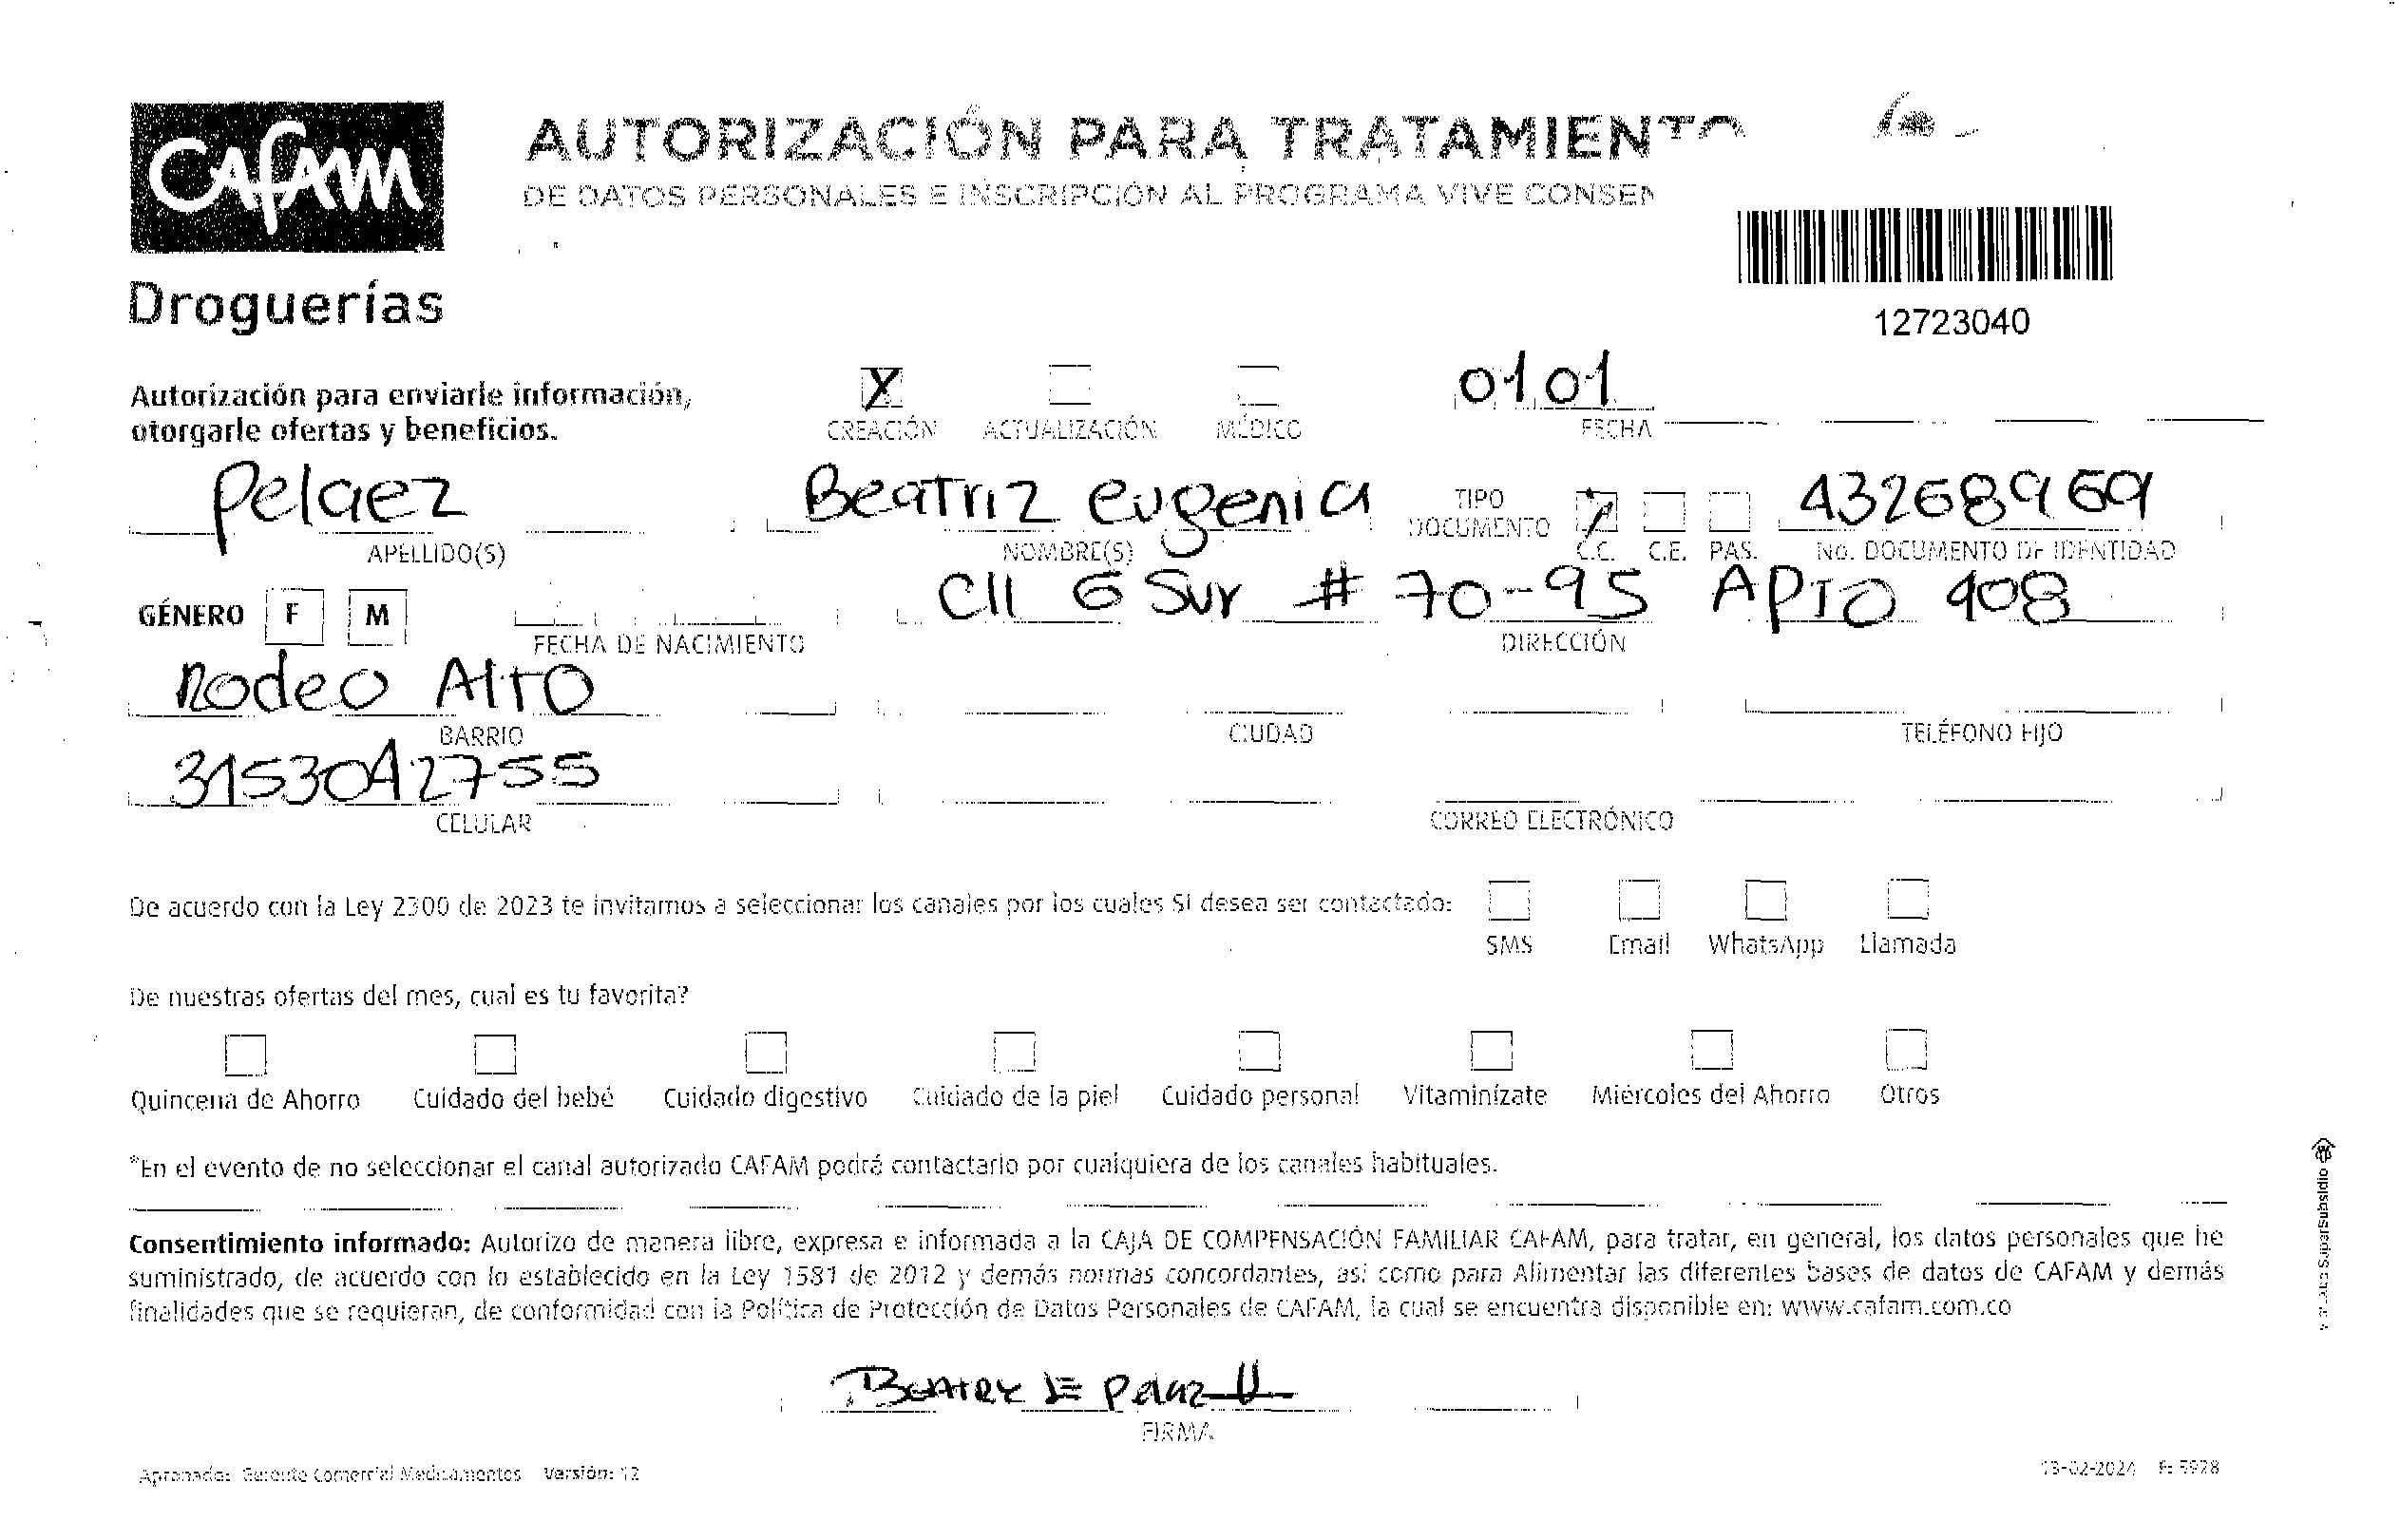 Cafam
AUTORIZACIÓN PARA TRATAMIENTO
DE DATOS PERSONALES E INSCRIPCIÓN AL PROGRAMA VIVE CONSEN
Droguerías
12723040
Autorización para enviarle información,
otorgarle ofertas y beneficios.
X
CREACIÓN ACTUALIZACIÓN MÉDICO
0101
FECHA
Pelaez Beatriz eugenia TIPO DOCUMENTO 43268969
APELLIDO(S) NOMBRE(S) C.C. C.E. PAS. No. DOCUMENTO DE IDENTIDAD
GÉNERO F M Cll 6 Sur # 70-95 APTO 908
FECHA DE NACIMIENTO DIRECCIÓN
Rodeo Alto
BARRIO CIUDAD TELÉFONO FIJO
3153042755
CELULAR CORREO ELECTRÓNICO
De acuerdo con la Ley 2300 de 2023 te invitamos a seleccionar los canales por los cuales SI desea ser contactado:
SMS Email WhatsApp Llamada
De nuestras ofertas del mes, cual es tu favorita?
Quincena de Ahorro Cuidado del bebé Cuidado digestivo Cuidado de la piel Cuidado personal Vitaminízate Miércoles del Ahorro Otros
*En el evento de no seleccionar el canal autorizado CAFAM podrá contactarlo por cualquiera de los canales habituales.
Consentimiento informado: Autorizo de manera libre, expresa e informada a la CAJA DE COMPENSACIÓN FAMILIAR CAFAM, para tratar, en general, los datos personales que he
suministrado, de acuerdo con lo establecido en la Ley 1581 de 2012 y demás normas concordantes, así como para Alimentar las diferentes bases de datos de CAFAM y demás
finalidades que se requieran, de conformidad con la Política de Protección de Datos Personales de CAFAM, la cual se encuentra disponible en: www.cafam.com.co
FIRMA
Aprobado: Gerente Comercial Medicamentos Versión: 12
13-02-2024 F: 5928
SuperSubsidio